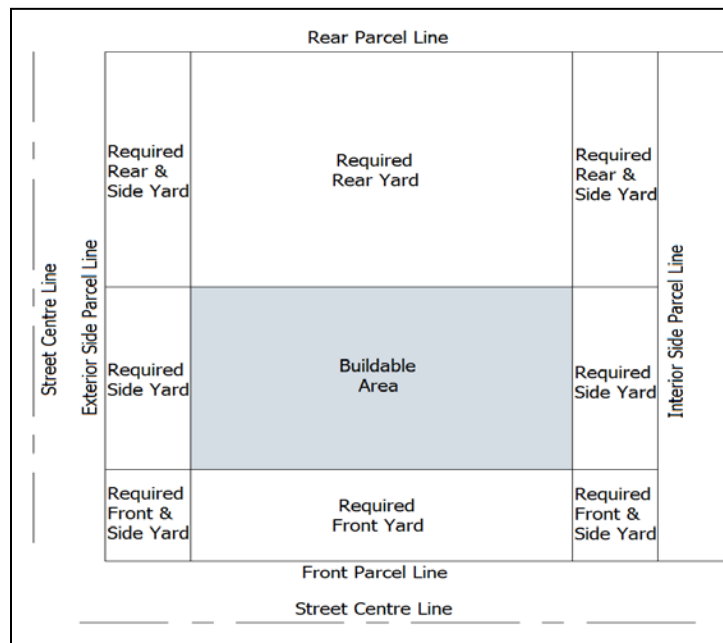 Rear Parcel Line
Required
Rear &
Side Yard
Required
Rear Yard
Required
Rear &
Side Yard
Street Centre Line
Exterior Side Parcel Line
Interior Side Parcel Line
Required
Side Yard
Buildable
Area
Required
Side Yard
Required
Front &
Side Yard
Required
Front Yard
Required
Front &
Side Yard
Front Parcel Line
Street Centre Line